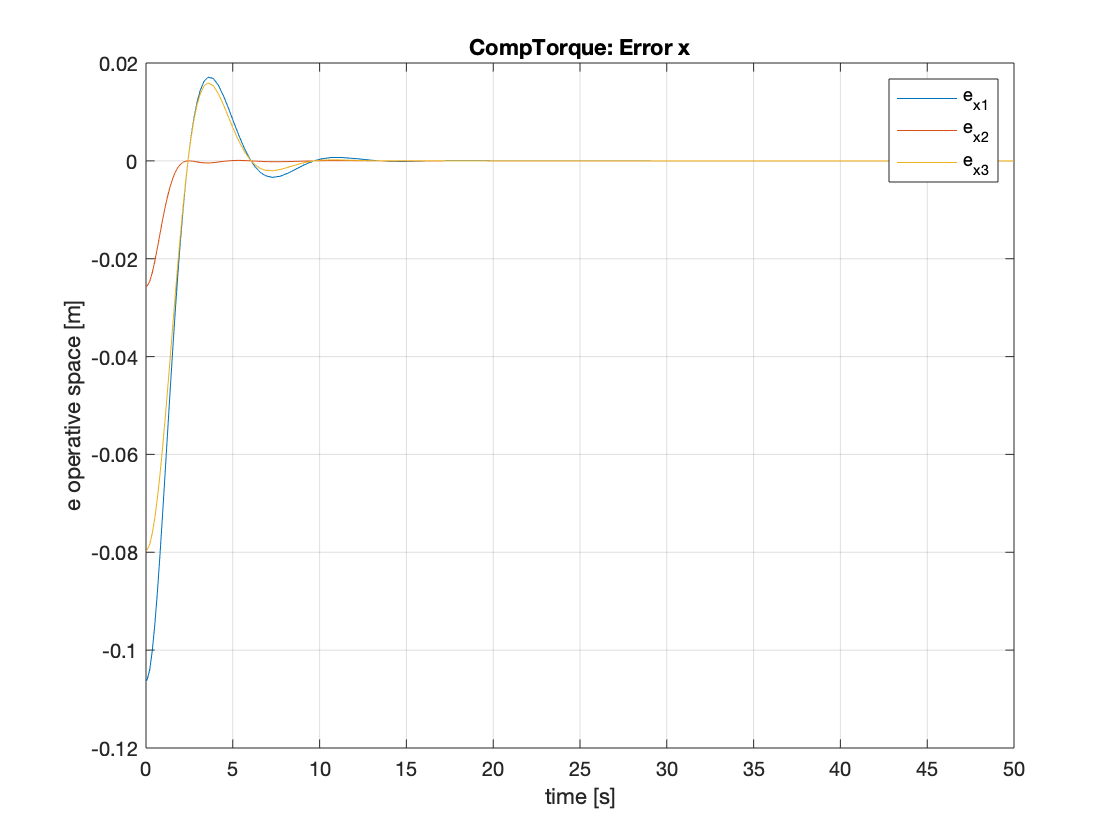 CompTorque: Error x
0.02
0
-0.02
-0.04
-0.06
-0.08
-0.1
-0.12
e operative space [m]
e_x1
e_x2
e_x3
0 5 10 15 20 25 30 35 40 45 50
time [s]